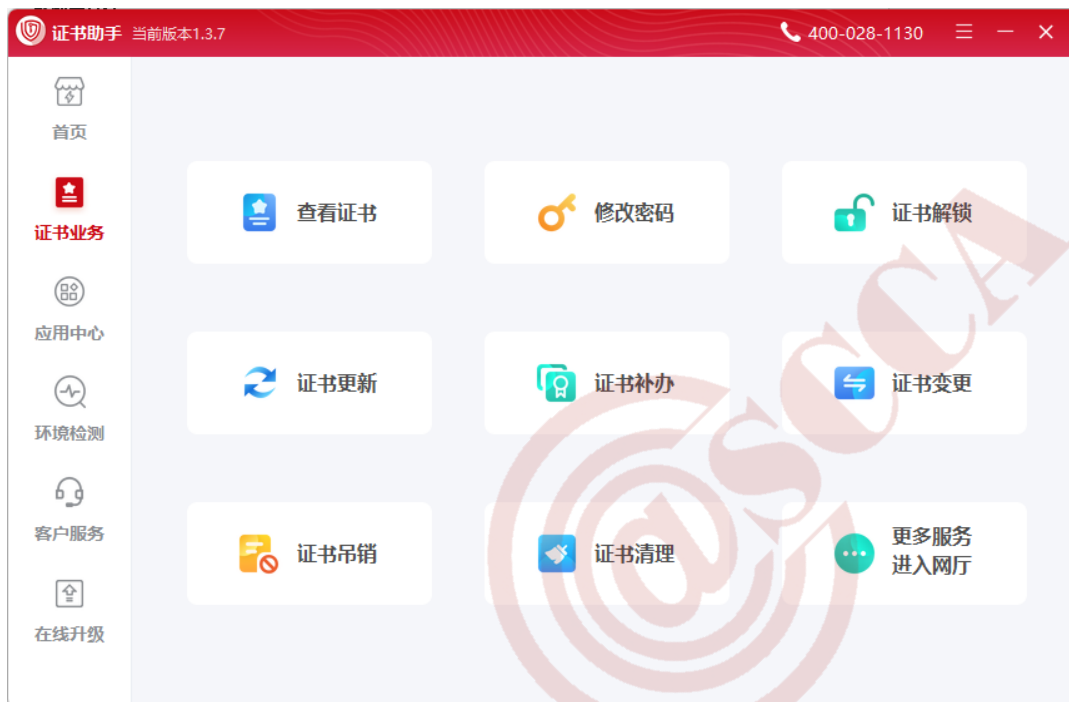 证书助手 当前版本1.3.7
400-028-1130
首页
证书业务
应用中心
环境检测
客户服务
在线升级
查看证书
修改密码
证书解锁
证书更新
证书补办
证书变更
证书吊销
证书清理
更多服务
进入网厅
@SCCA